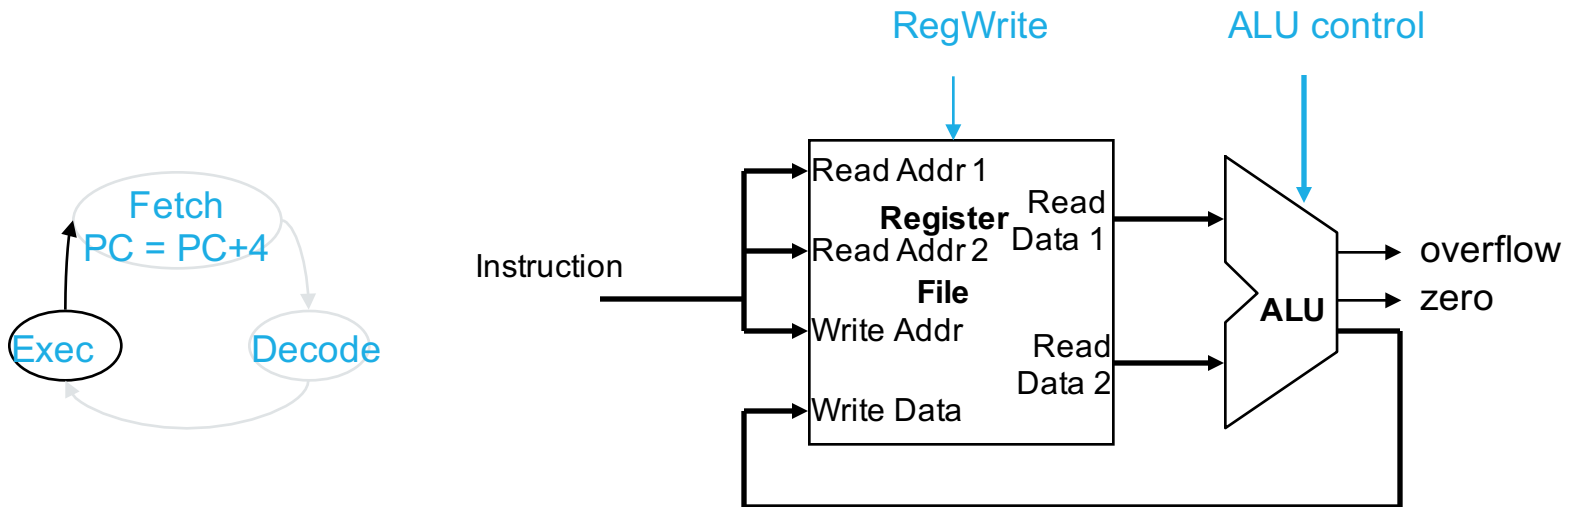 RegWrite
ALU control
Fetch
PC = PC+4
Exec
Decode
Instruction
Read Addr 1
Register
Read Addr 2
File
Write Addr
Write Data
Read
Data 1
Read
Data 2
ALU
overflow
zero